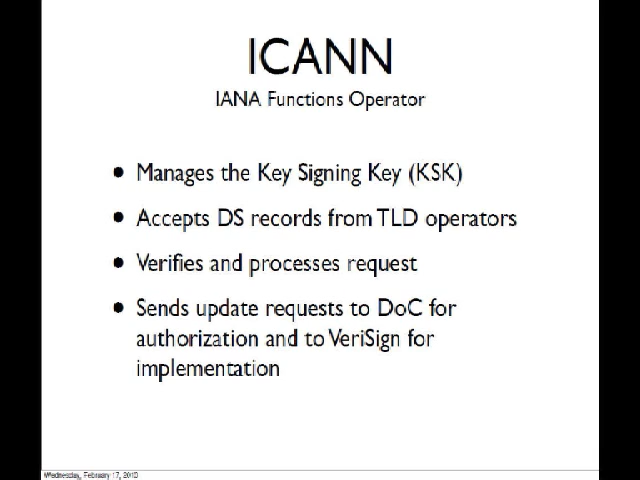 ICANN
IANA Functions Operator
• Manages the Key Signing Key (KSK)
• Accepts DS records from TLD operators
• Verifies and processes request
• Sends update requests to DoC for
authorization and to VeriSign for
implementation
Wednesday, February 17, 2010